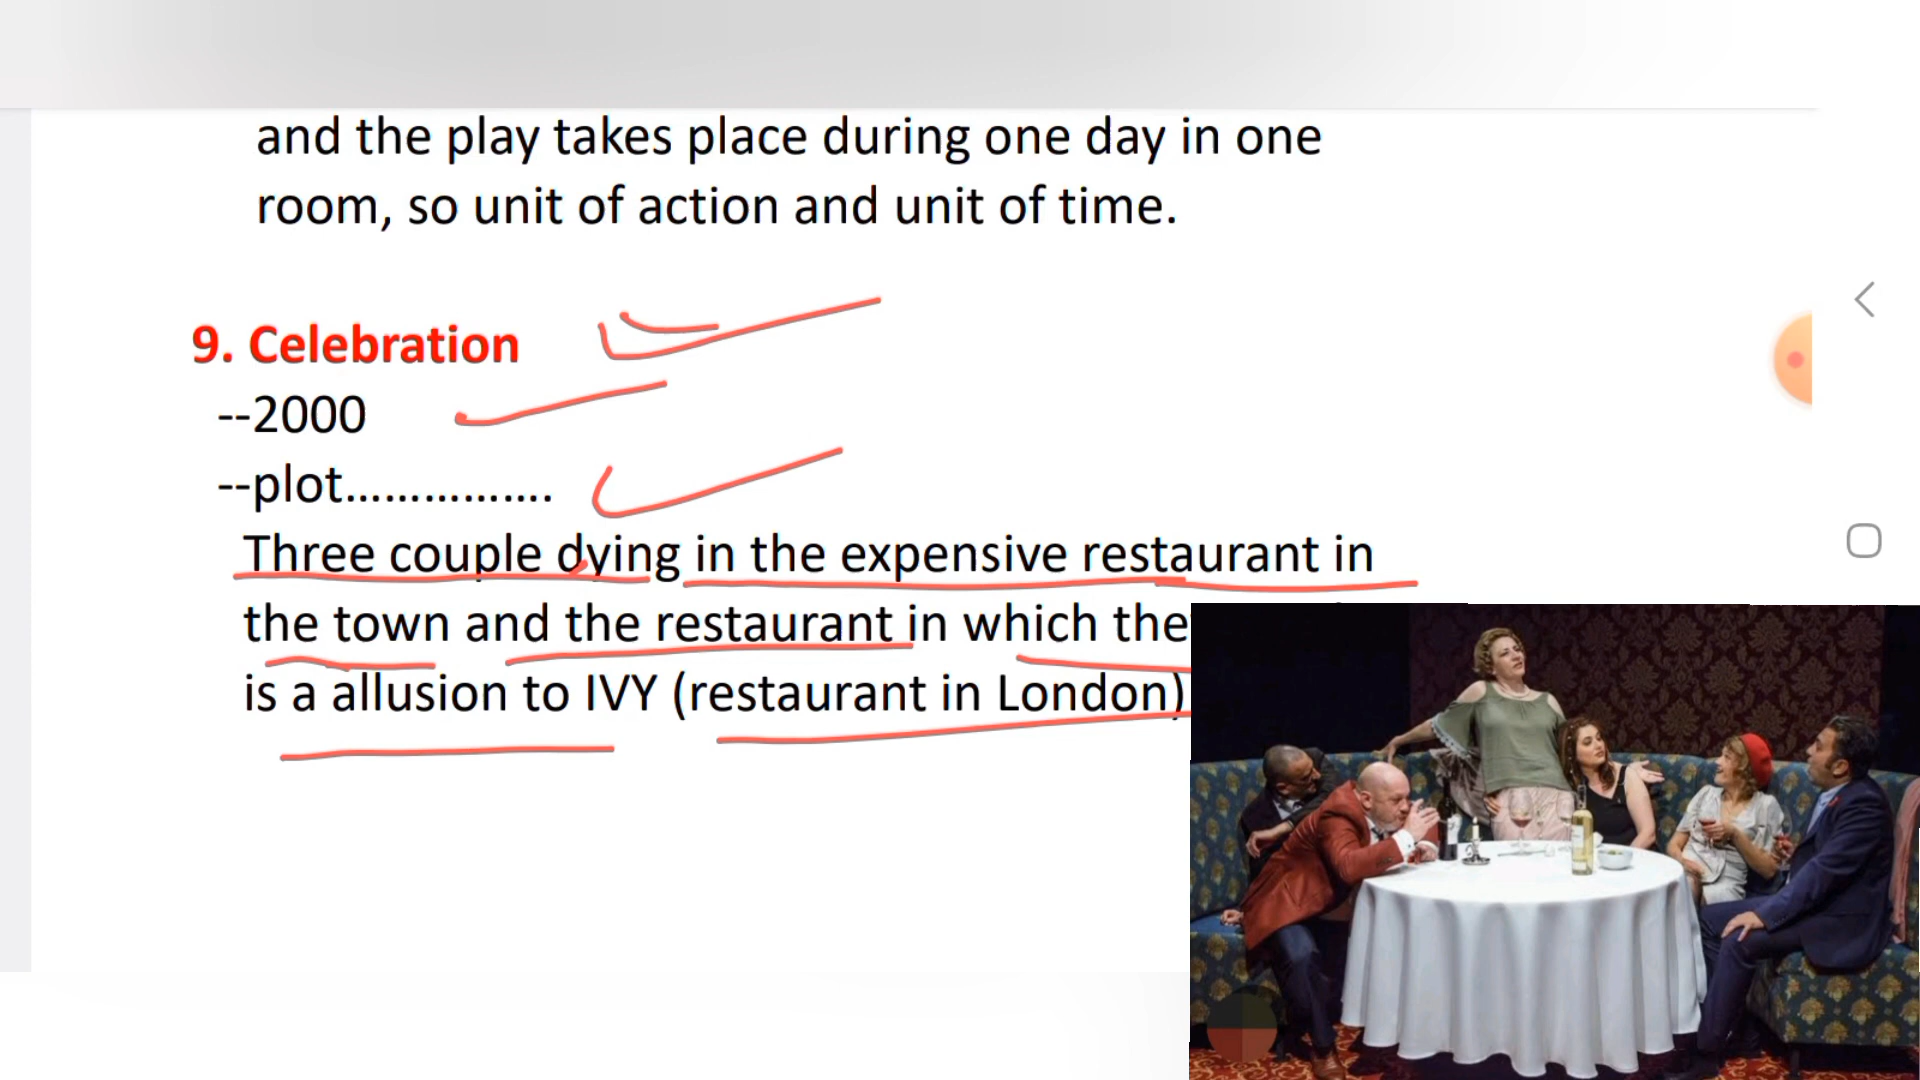 and the play takes place during one day in one
room, so unit of action and unit of time.
9. Celebration
--2000
--plot................
Three couple dying in the expensive restaurant in
the town and the restaurant in which
is a allusion to IVY (restaurant in London)